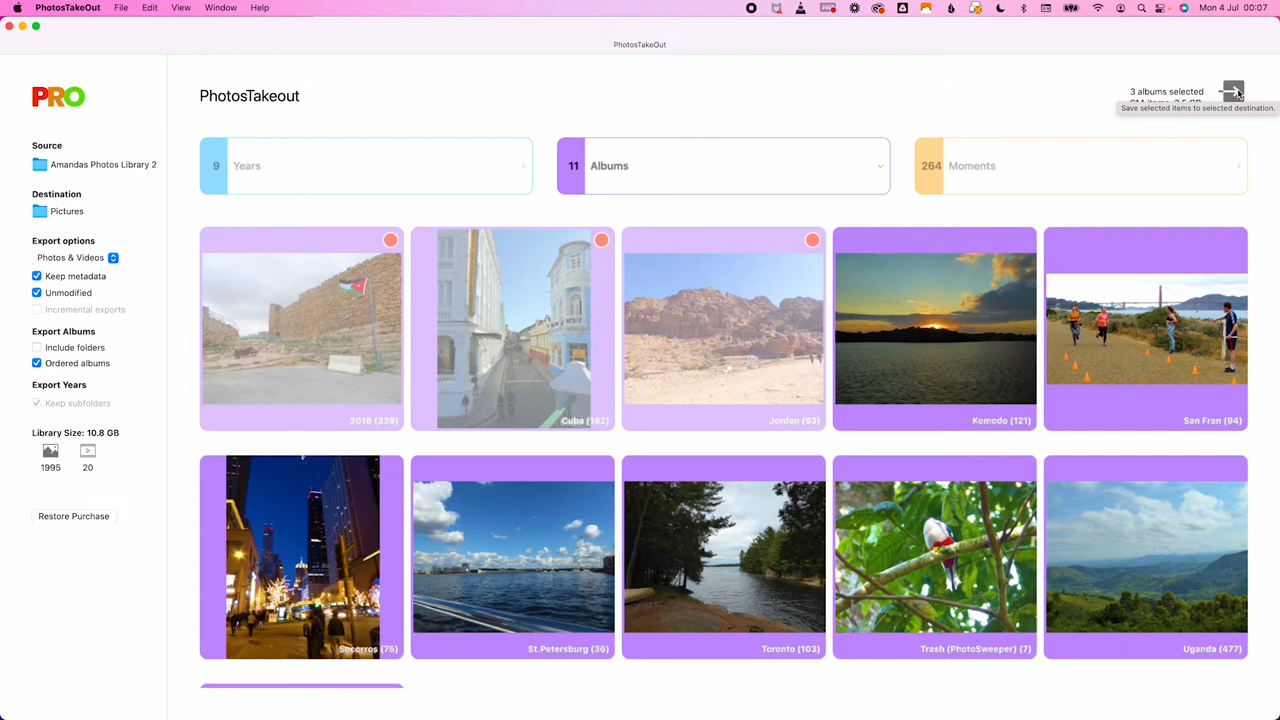 PhotosTakeOut File Edit View Window Help Mon 4 Jul 00:07
PhotosTakeOut
PRO
PhotosTakeout
3 albums selected
Save selected items to selected destination.
Source
Amandas Photos Library 2
Destination
Pictures
Export options
Photos & Videos
Keep metadata
Unmodified
Incremental exports
Export Albums
Include folders
Ordered albums
Export Years
Keep subfolders
Library Size: 10.8 GB
1995 20
Restore Purchase
9 Years
11 Albums
264 Moments
2018 (339)
Cuba (182)
Jordan (93)
Komodo (121)
San Fran (94)
Socorros (75)
St.Petersburg (36)
Toronto (103)
Trash (PhotoSweeper) (7)
Uganda (477)